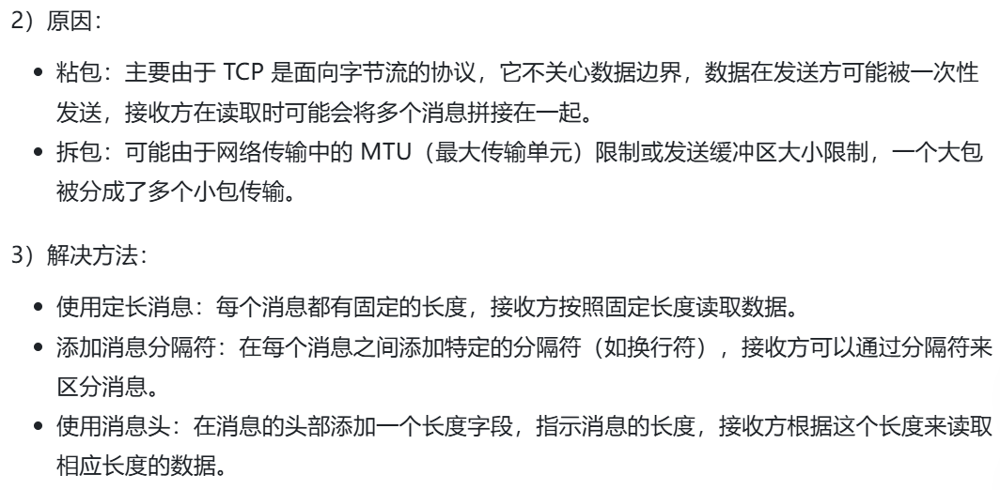 2）原因：
• 粘包：主要由于 TCP 是面向字节流的协议，它不关心数据边界，数据在发送方可能被一次性
发送，接收方在读取时可能会将多个消息拼接在一起。
• 拆包：可能由于网络传输中的 MTU（最大传输单元）限制或发送缓冲区大小限制，一个大包
被分成了多个小包传输。
3）解决方法：
• 使用定长消息：每个消息都有固定的长度，接收方按照固定长度读取数据。
• 添加消息分隔符：在每个消息之间添加特定的分隔符（如换行符），接收方可以通过分隔符来
区分消息。
• 使用消息头：在消息的头部添加一个长度字段，指示消息的长度，接收方根据这个长度来读取
相应长度的数据。